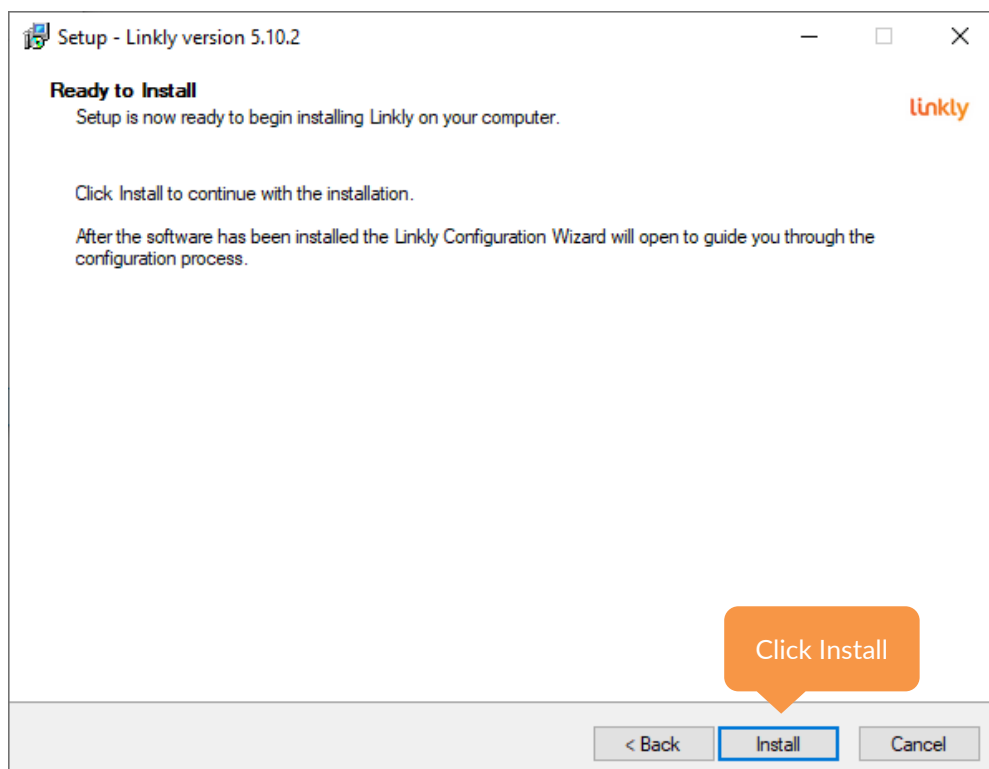 Setup - Linkly version 5.10.2
Ready to Install
Setup is now ready to begin installing Linkly on your computer.
linkly
Click Install to continue with the installation.
After the software has been installed the Linkly Configuration Wizard will open to guide you through the
configuration process.
Click Install
< Back Install Cancel